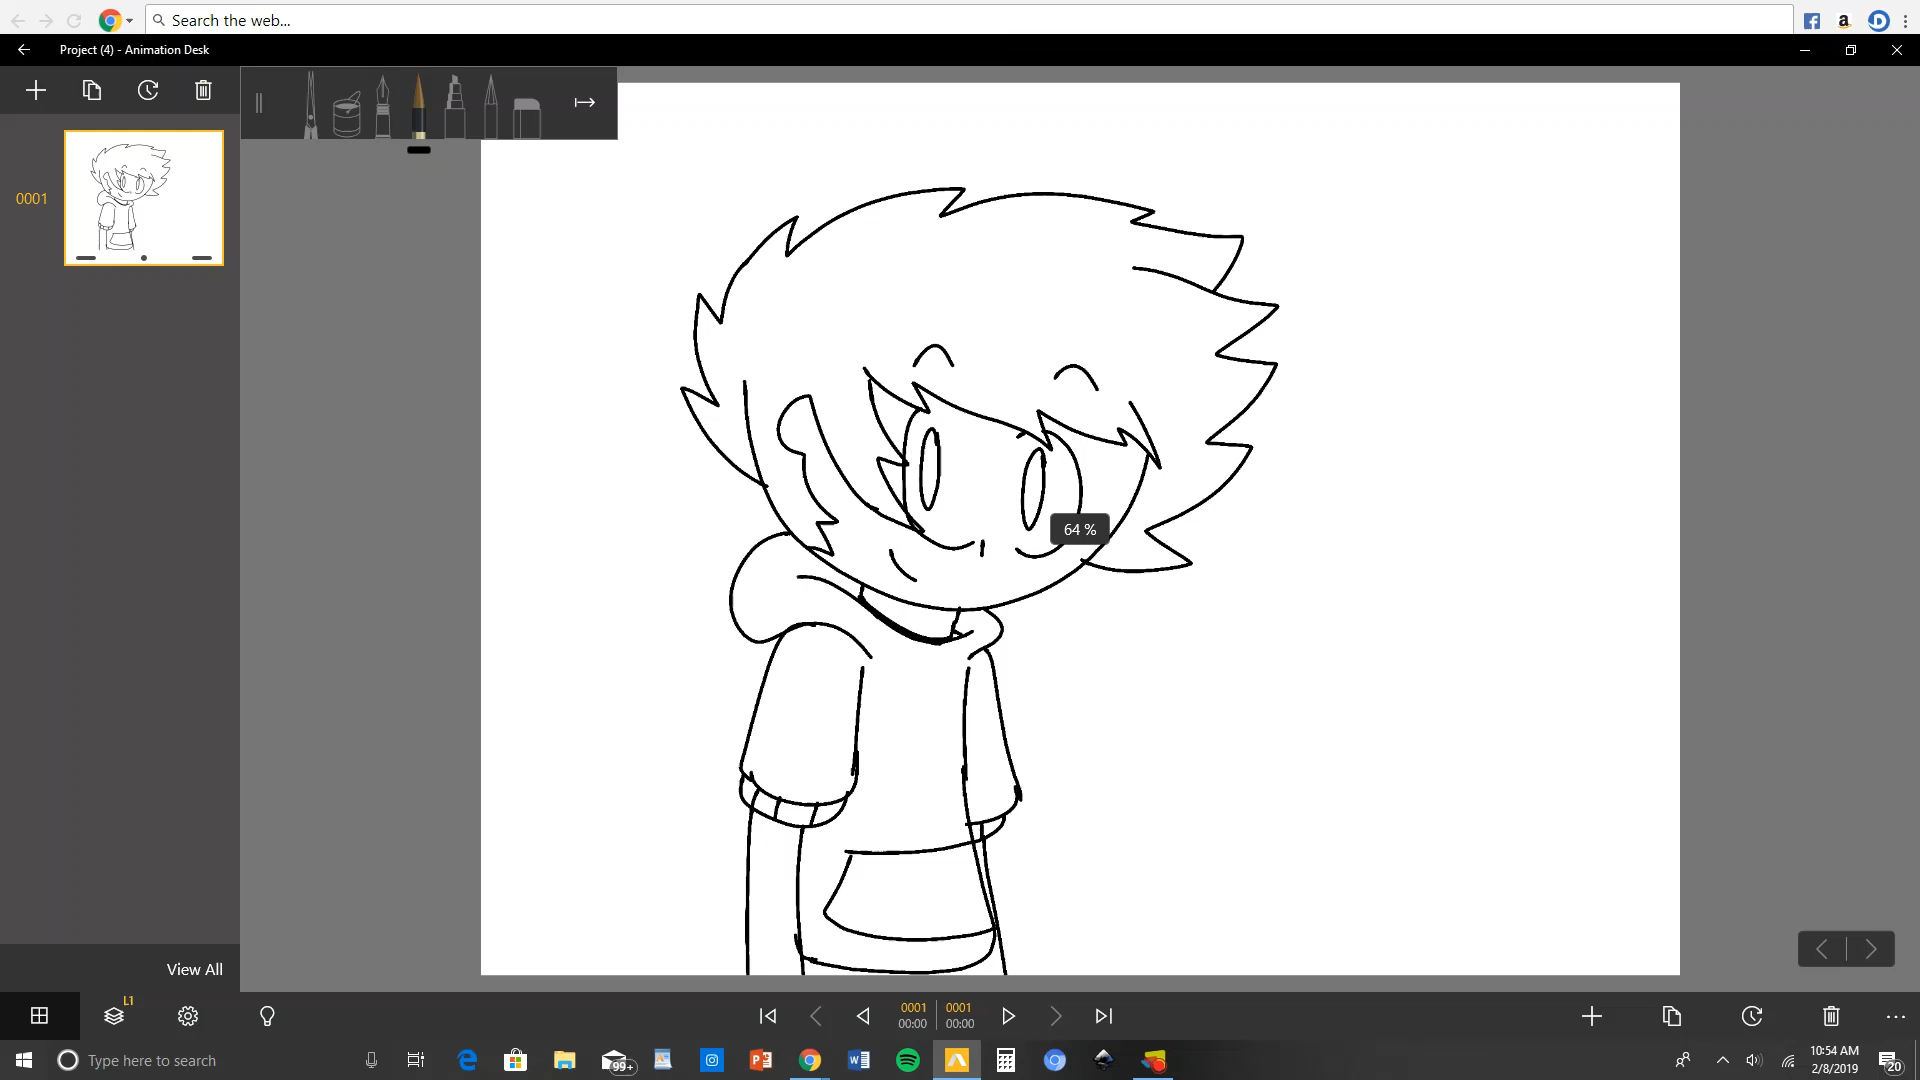 Search the web...
Project (4) - Animation Desk
0001
64 %
View All
L1
0001 0001
00:00 00:00
Type here to search
99+
10:54 AM
2/8/2019
20